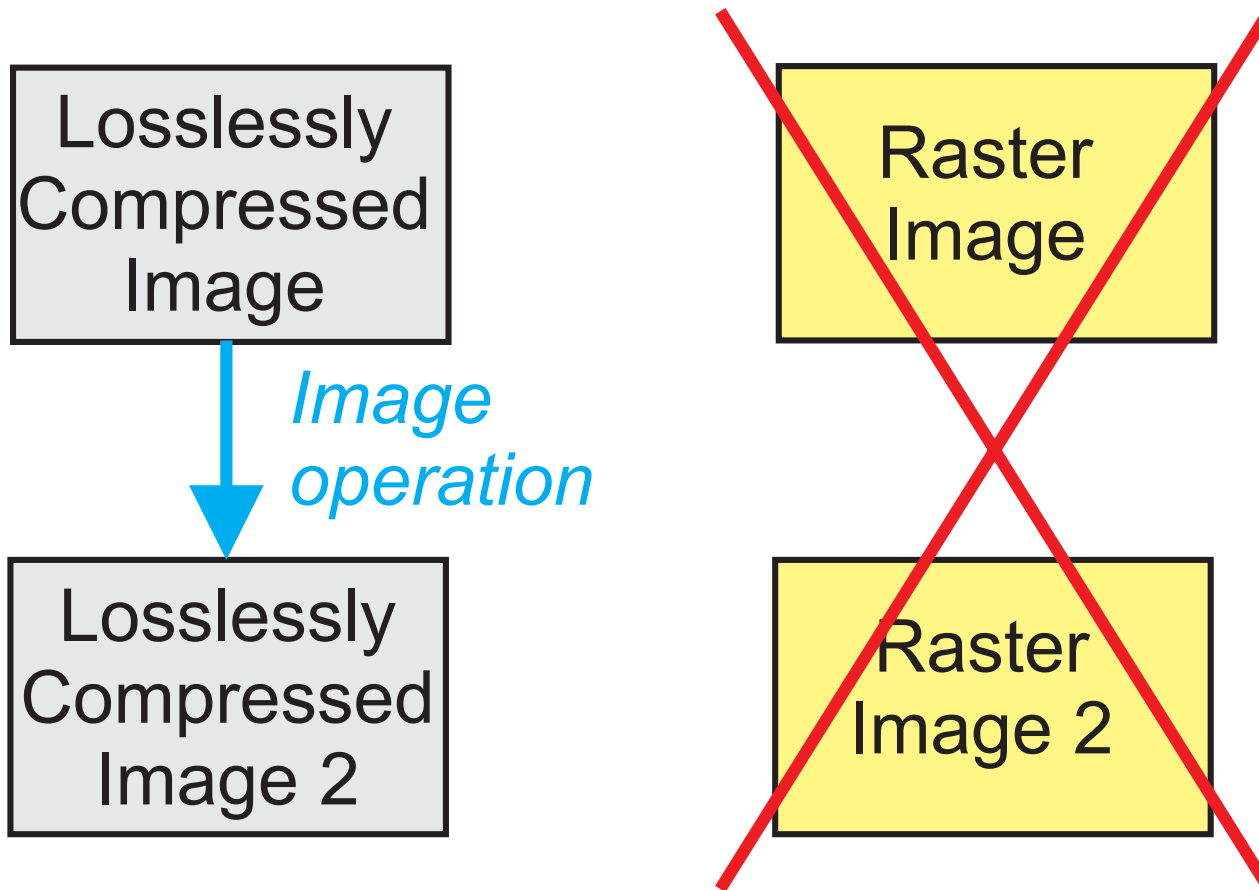 Losslessly
Compressed
Image
Raster
Image
Image
operation
Losslessly
Compressed
Image 2
Raster
Image 2